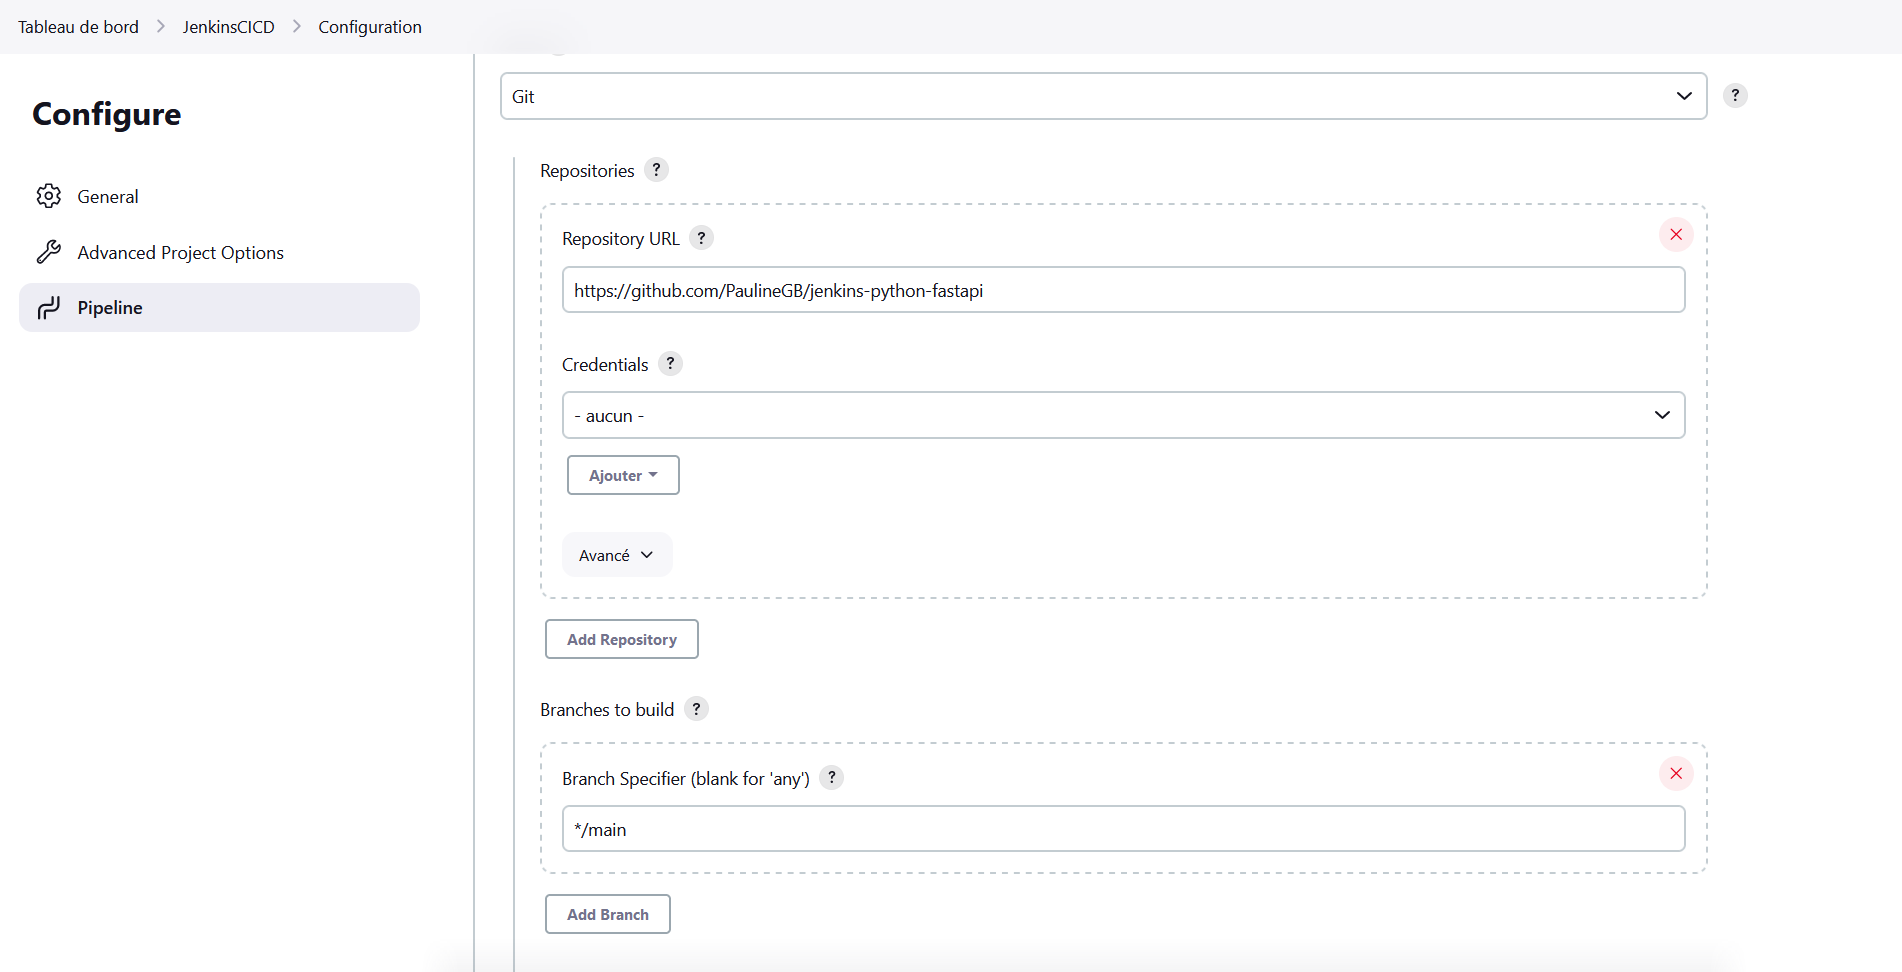 Tableau de bord > JenkinsCICD > Configuration
Configure
General
Advanced Project Options
Pipeline
Git
?
Repositories ?
Repository URL ?
https://github.com/PaulineGB/jenkins-python-fastapi
Credentials ?
- aucun -
Ajouter
Avancé
Add Repository
Branches to build ?
Branch Specifier (blank for 'any') ?
*/main
Add Branch